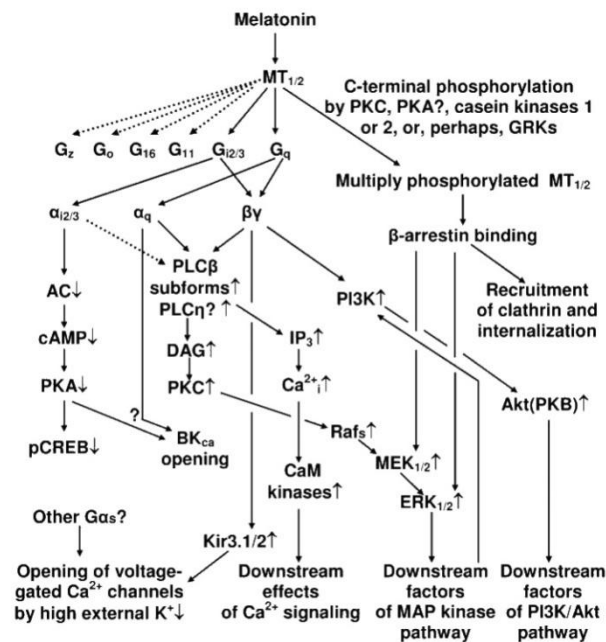 Melatonin
MT1/2
C-terminal phosphorylation
by PKC, PKA?, casein kinases 1
or 2, or, perhaps, GRKs
Gz Go G16 G11 Gi2/3 Gq
Multiply phosphorylated MT1/2
αi2/3 αq βγ
β-arrestin binding
PLCβ
subforms↑
PLCη? ↑
AC↓
PI3K↑
Recruitment
of clathrin and
internalization
cAMP↓
DAG↑
IP3↑
PKA↓
PKC↑
Ca2+i↑
Akt(PKB)↑
?
Rafs↑
pCREB↓
BKca
opening
MEK1/2↑
CaM
kinases↑
ERK1/2↑
Other Gαs?
Kir3.1/2↑
Opening of voltage-
gated Ca2+ channels
by high external K+↓
Downstream
effects
of Ca2+ signaling
Downstream
factors
of MAP kinase
pathway
Downstream
factors
of PI3K/Akt
pathway